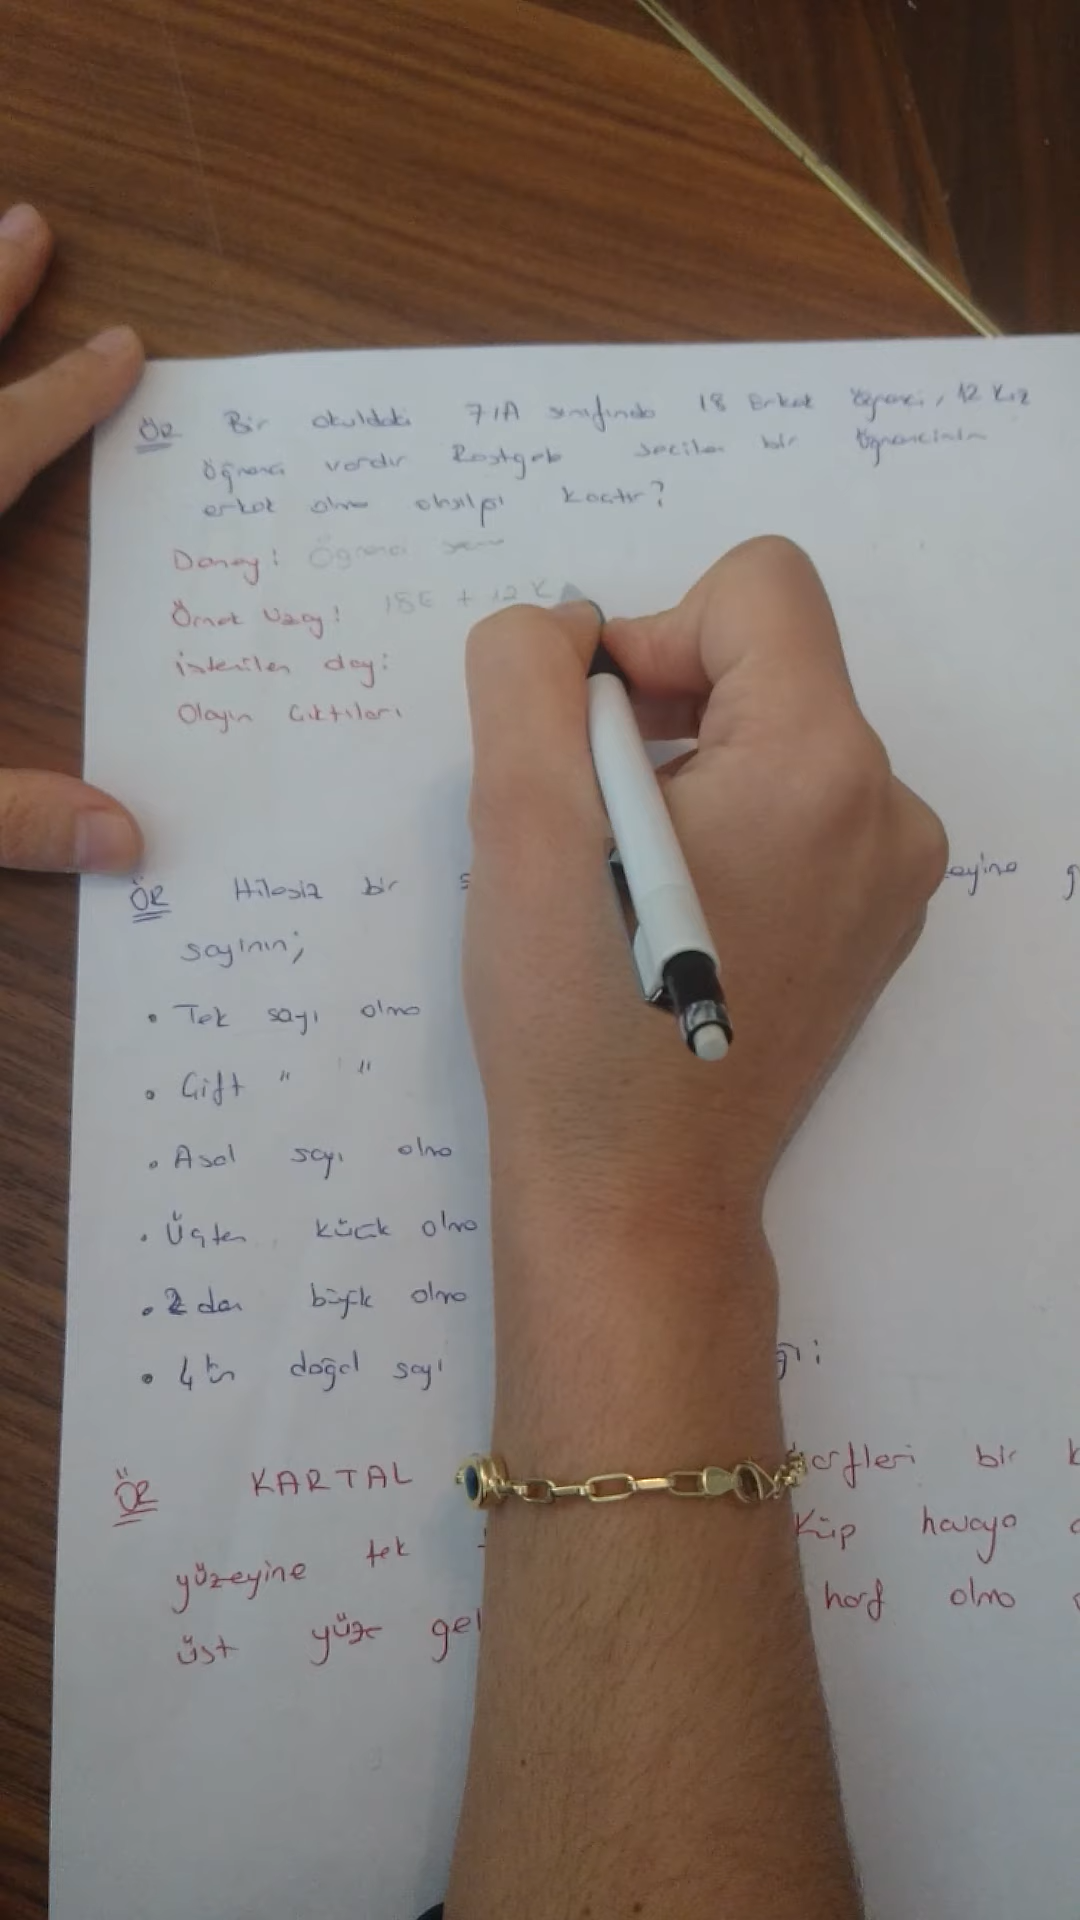 ÖR Bir okuldaki 7/A sınıfında 18 Erkek öğrenci, 12 Kız
öğrenci vardır Rastgele seçilen bir öğrencinin
erkek olma olasılığı kaçtır?
Deney: Öğrenci seçme
Örnek Uzay: 18E + 12K
İstenilen olay:
Olayın Çıktıları
ÖR Hilesiz bir
sayının;
• Tek sayı olma
• Çift " "
• Asal sayı olma
• Üçten küçük olma
• 2 den büyük olma
• 4 ün doğal sayı
ÖR KARTAL harfleri bir
yüzeyine tek Küp havaya
üst yüze gel harf olma